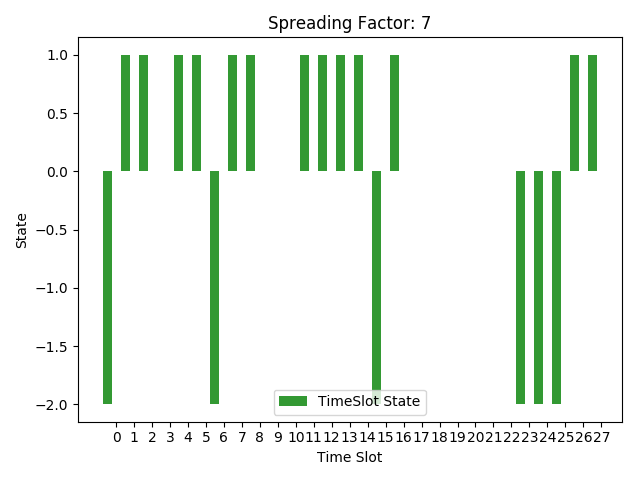 Spreading Factor: 7
1.0
0.5
0.0
−0.5
−1.0
−1.5
−2.0
State
TimeSlot State
0 1 2 3 4 5 6 7 8 9 10 11 12 13 14 15 16 17 18 19 20 21 22 23 24 25 26 27
Time Slot